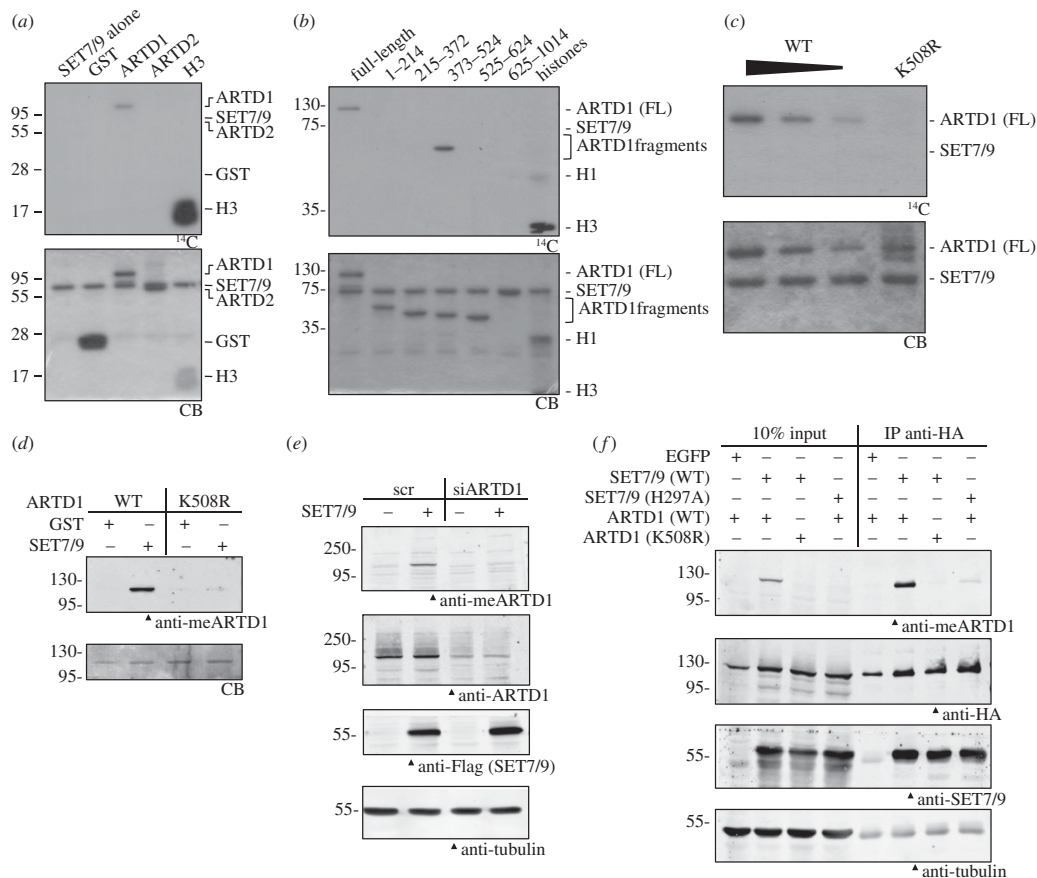 (a)
SET7/9 alone
GST
ARTD1
ARTD2
H3
95
55
28
17
ARTD1
SET7/9
ARTD2
GST
H3
14C
95
55
28
17
ARTD1
SET7/9
ARTD2
GST
H3
CB
(b)
full-length
1–214
215–372
373–524
525–624
625–1014
histones
130-
75-
35-
ARTD1 (FL)
SET7/9
ARTD1fragments
H1
H3
14C
130-
75-
35-
ARTD1 (FL)
SET7/9
ARTD1fragments
H1
H3
CB
(c)
WT
K508R
ARTD1 (FL)
SET7/9
14C
ARTD1 (FL)
SET7/9
CB
(d)
ARTD1 WT K508R
GST + – + –
SET7/9 – + – +
130-
95-
▲anti-meARTD1
130-
95-
CB
(e)
scr siARTD1
SET7/9 – + – +
250-
95-
▲anti-meARTD1
250-
95-
▲anti-ARTD1
55-
▲anti-Flag (SET7/9)
55-
▲anti-tubulin
(f)
10% input IP anti-HA
EGFP + – – – + – – –
SET7/9 (WT) – + + – – + + –
SET7/9 (H297A) – – – + – – – +
ARTD1 (WT) + + – + + + – +
ARTD1 (K508R) – – + – – – + –
130-
95-
▲anti-meARTD1
130-
95-
▲anti-HA
55-
▲anti-SET7/9
55-
▲anti-tubulin